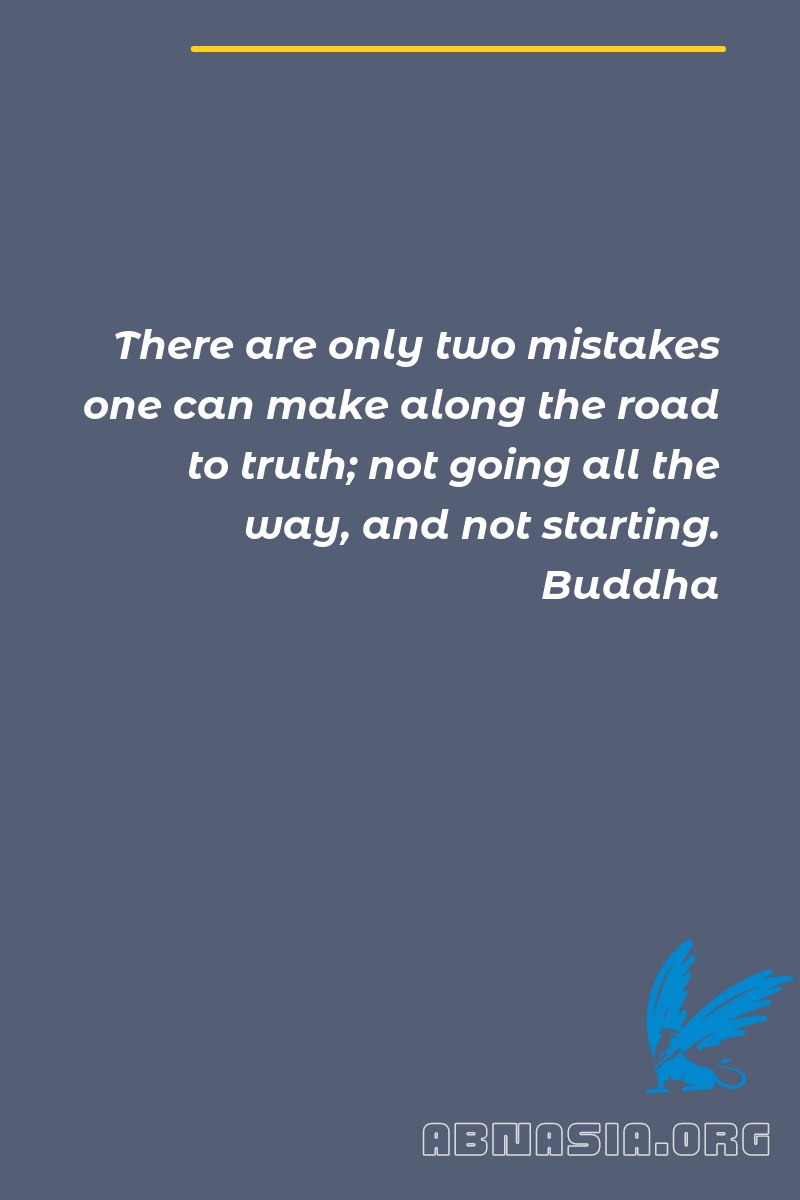 There are only two mistakes
one can make along the road
to truth; not going all the
way, and not starting.
Buddha
ABNASIA.ORG